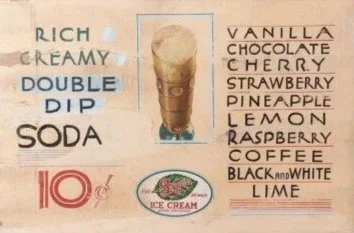 RICH
CREAMY
DOUBLE
DIP
SODA
10¢
ICE CREAM
VANILLA
CHOCOLATE
CHERRY
STRAWBERRY
PINEAPPLE
LEMON
RASPBERRY
COFFEE
BLACK AND WHITE
LIME